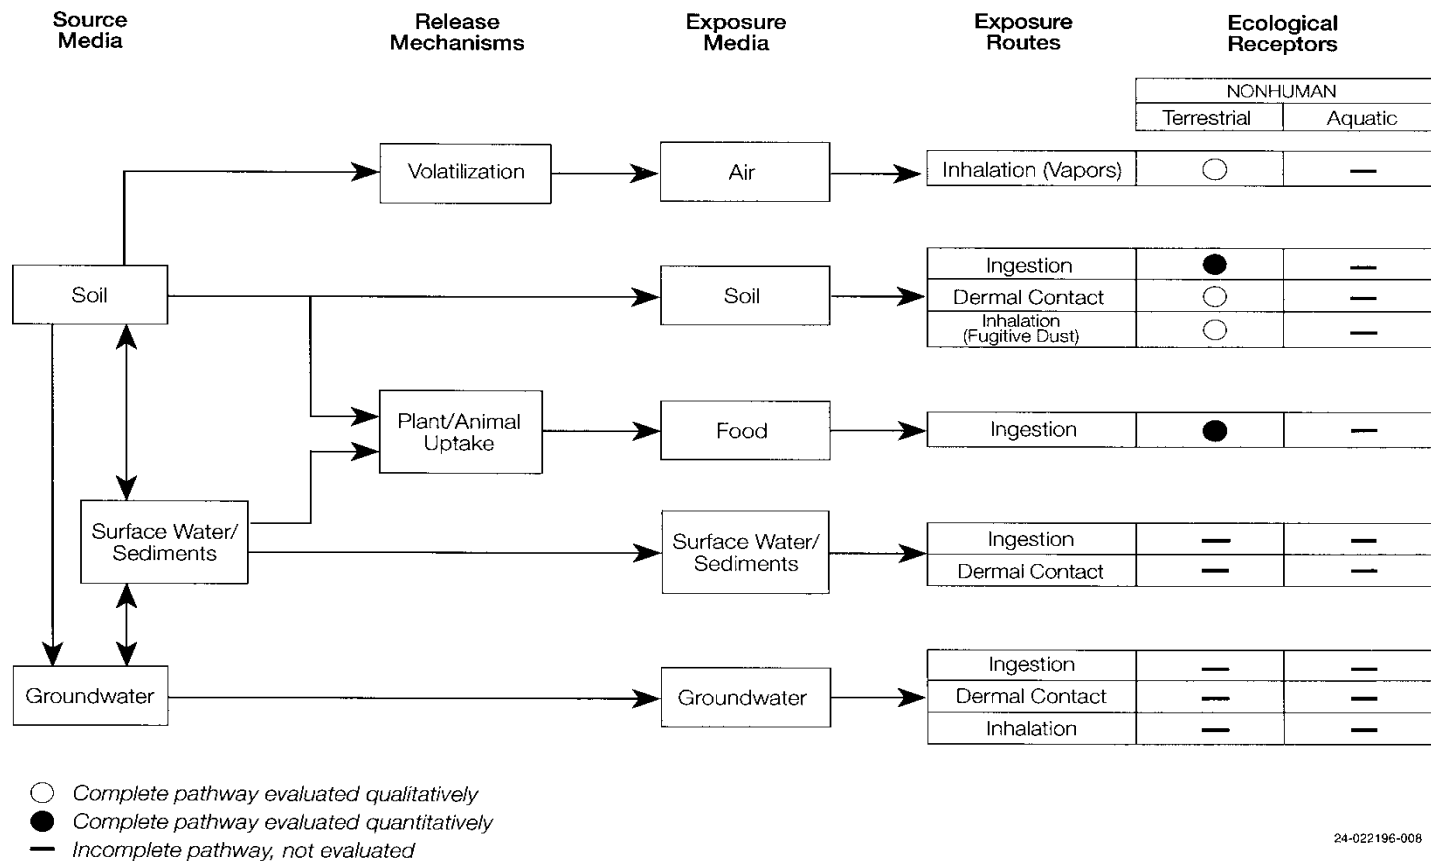 Source
Media
Release
Mechanisms
Exposure
Media
Exposure
Routes
Ecological
Receptors
NONHUMAN
Terrestrial
Aquatic
Volatilization
Air
Inhalation (Vapors)
Soil
Soil
Ingestion
Dermal Contact
Inhalation
(Fugitive Dust)
Plant/Animal
Uptake
Food
Ingestion
Surface Water/
Sediments
Surface Water/
Sediments
Ingestion
Dermal Contact
Groundwater
Groundwater
Ingestion
Dermal Contact
Inhalation
Complete pathway evaluated qualitatively
Complete pathway evaluated quantitatively
Incomplete pathway, not evaluated
24-022196-008